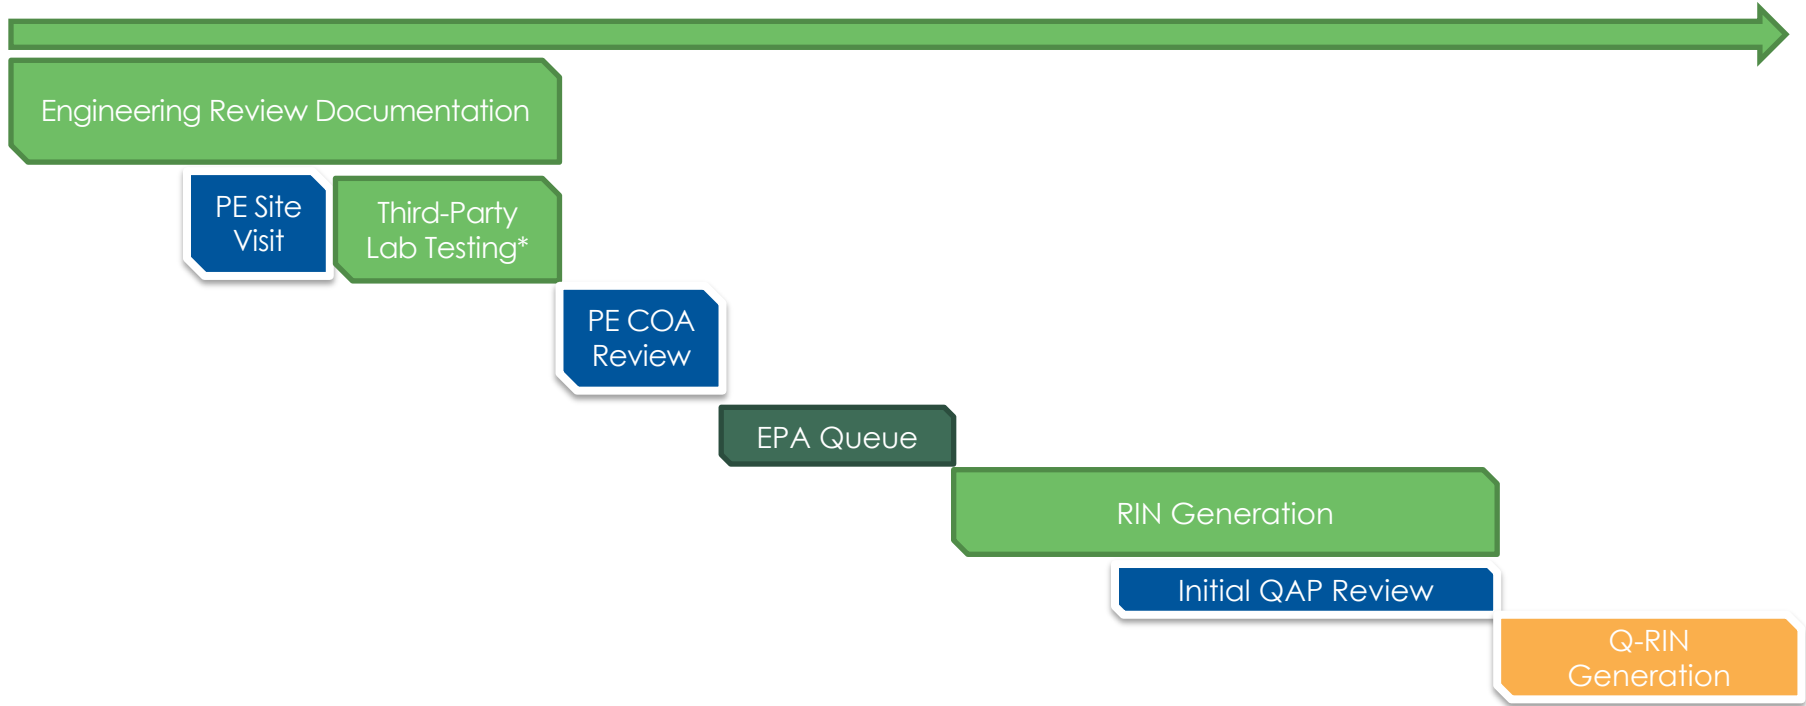 Engineering Review Documentation
PE Site
Visit
Third-Party
Lab Testing*
PE COA
Review
EPA Queue
RIN Generation
Initial QAP Review
Q-RIN
Generation